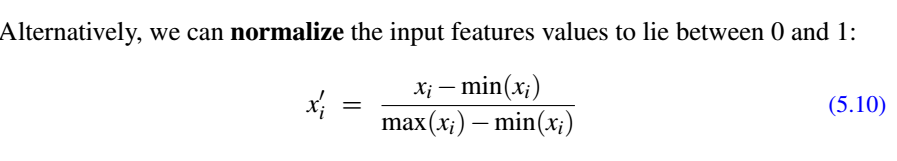 Alternatively, we can normalize the input features values to lie between 0 and 1:
x′ᵢ = (xᵢ − min(xᵢ)) / (max(xᵢ) − min(xᵢ)) (5.10)